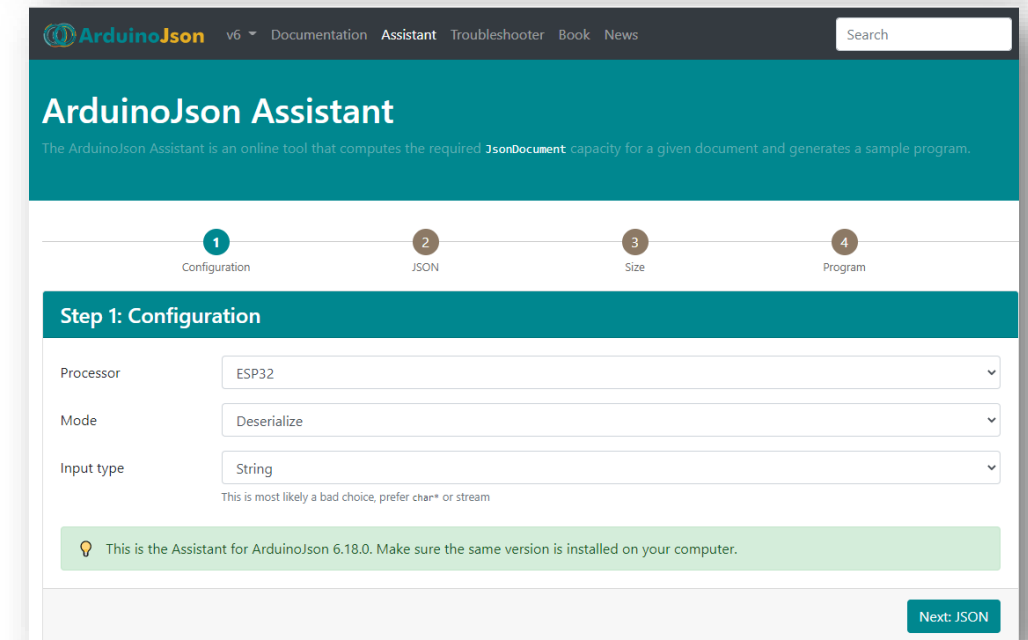 ArduinoJson v6 Documentation Assistant Troubleshooter Book News Search
ArduinoJson Assistant
The ArduinoJson Assistant is an online tool that computes the required JsonDocument capacity for a given document and generates a sample program.
1 2 3 4
Configuration JSON Size Program
Step 1: Configuration
Processor ESP32
Mode Deserialize
Input type String
This is most likely a bad choice, prefer char* or stream
This is the Assistant for ArduinoJson 6.18.0. Make sure the same version is installed on your computer.
Next: JSON